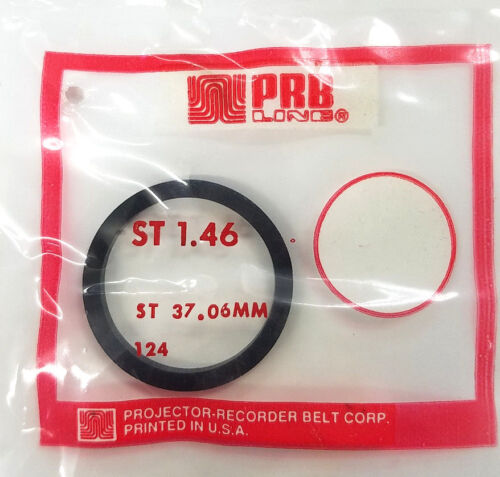 PRB
LINE®
ST 1.46
ST 37.06MM
124
PROJECTOR-RECORDER BELT CORP.
PRINTED IN U.S.A.